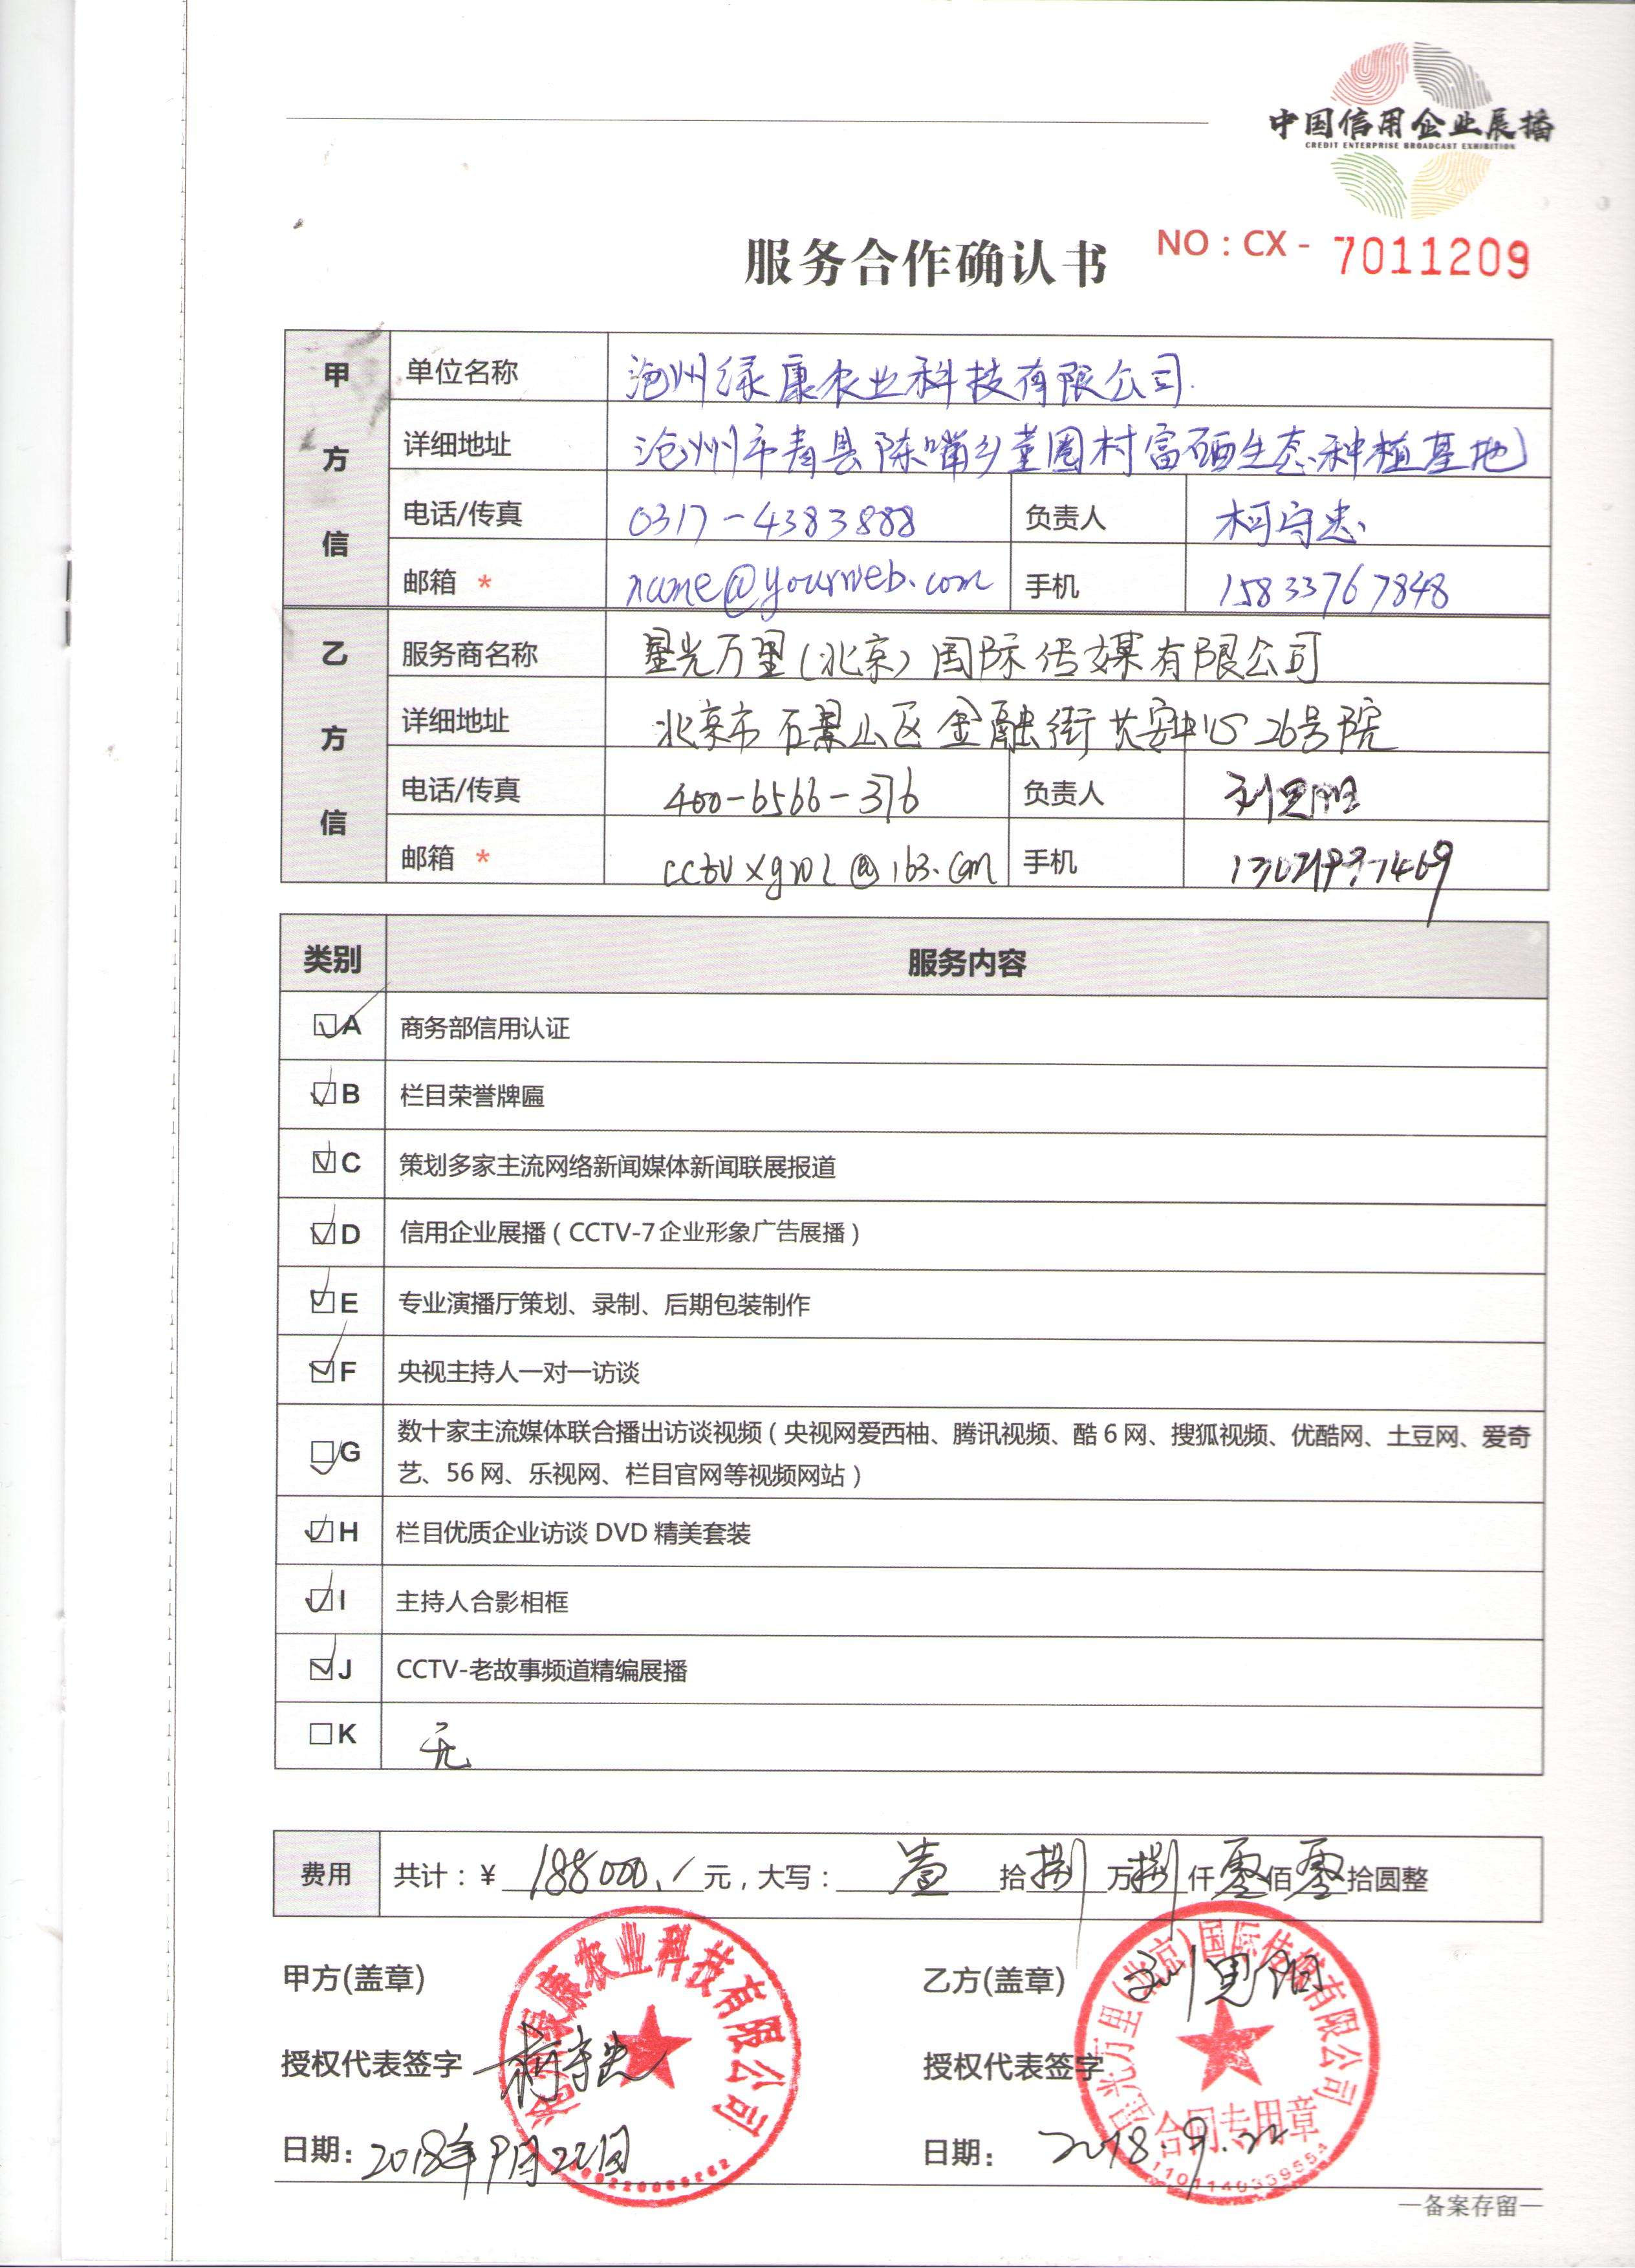 中国信用企业展播
CREDIT ENTERPRISE BROADCAST EXHIBITION
服务合作确认书 NO：CX - 7011209
甲方信
单位名称 沧州绿康农业科技有限公司
详细地址 沧州市青县陈嘴乡董圈村富硒生态种植基地
电话/传真 0317-4383888 负责人 柯守忠
邮箱 * name@yourweb.com 手机 15833767848
乙方信
服务商名称 星光万里(北京)国际传媒有限公司
详细地址 北京市石景山区金融街长安中心26号院
电话/传真 400-6566-376 负责人 刘思阳
邮箱 * cctvxgwl@163.com 手机
类别 服务内容
A 商务部信用认证
B 栏目荣誉牌匾
C 策划多家主流网络新闻媒体新闻联展报道
D 信用企业展播（CCTV-7企业形象广告展播）
E 专业演播厅策划、录制、后期包装制作
F 央视主持人一对一访谈
G 数十家主流媒体联合播出访谈视频（央视网爱西柚、腾讯视频、酷6网、搜狐视频、优酷网、土豆网、爱奇
艺、56网、乐视网、栏目官网等视频网站）
H 栏目优质企业访谈DVD精美套装
I 主持人合影相框
J CCTV-老故事频道精编展播
K 无
费用 共计：¥ 188000. 元，大写： 壹 拾 捌 万 捌 仟 零 佰 零 拾圆整
甲方(盖章) 乙方(盖章) 刘思阳
授权代表签字 柯守忠 授权代表签字
日期：2018年9月22日 日期：2018.9.22
沧州绿康农业科技有限公司
星光万里(北京)国际传媒有限公司
合同专用章
—备案存留—